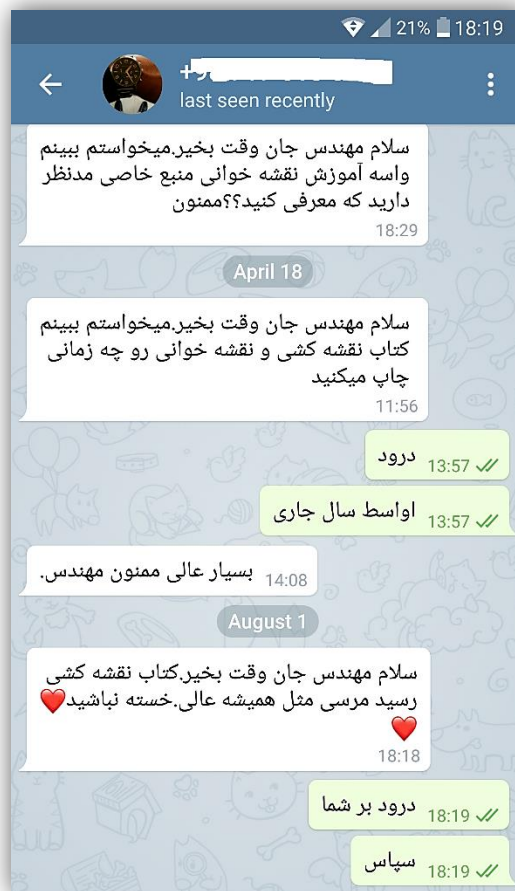 21% 18:19
last seen recently
سلام مهندس جان وقت بخیر.میخواستم ببینم
واسه آموزش نقشه خوانی منبع خاصی مدنظر
دارید که معرفی کنید؟؟ممنون
18:29
April 18
سلام مهندس جان وقت بخیر.میخواستم ببینم
کتاب نقشه کشی و نقشه خوانی رو چه زمانی
چاپ میکنید
11:56
درود 13:57
اواسط سال جاری 13:57
بسیار عالی ممنون مهندس. 14:08
August 1
سلام مهندس جان وقت بخیر.کتاب نقشه کشی
رسید مرسی مثل همیشه عالی.خسته نباشید❤️
❤️
18:18
درود بر شما 18:19
سپاس 18:19